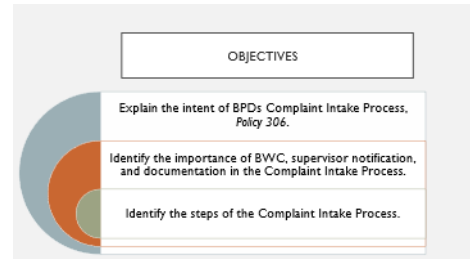 OBJECTIVES
Explain the intent of BPDs Complaint Intake Process,
Policy 306.
Identify the importance of BWC, supervisor notification,
and documentation in the Complaint Intake Process.
Identify the steps of the Complaint Intake Process.